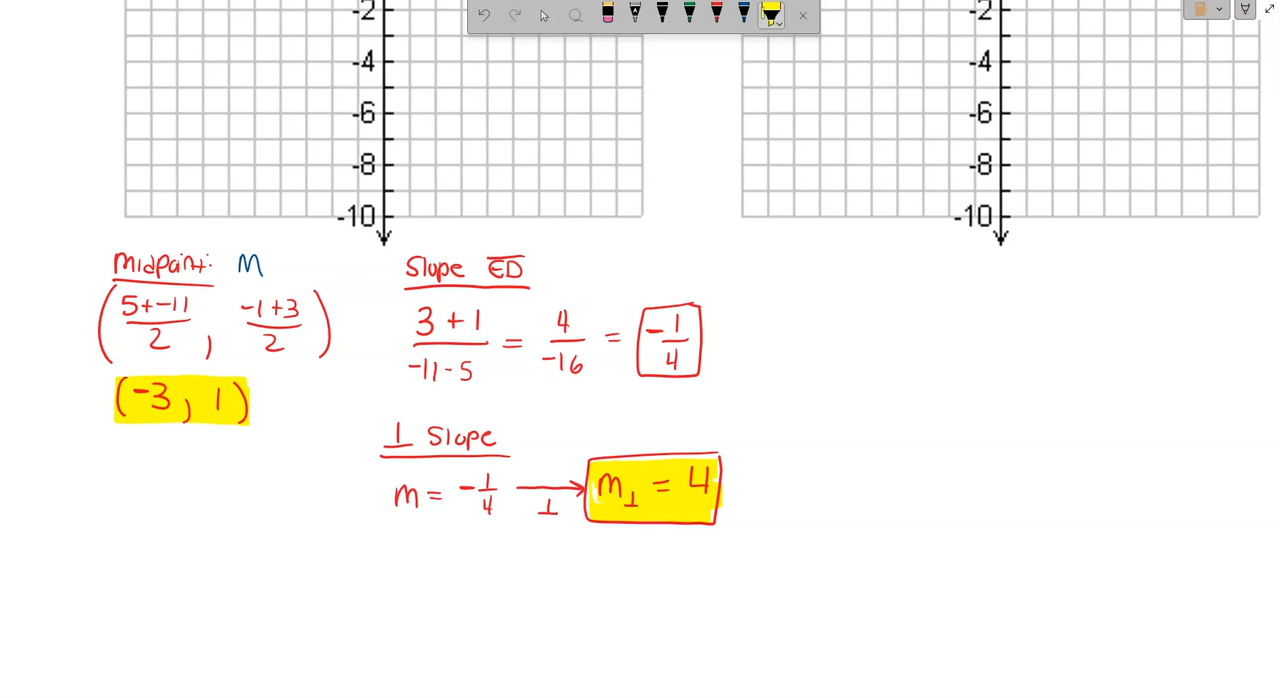 -2
-4
-6
-8
-10
-2
-4
-6
-8
-10
Midpoint: M
(5+-11/2, -1+3/2)
(-3, 1)
Slope ED
3+1/-11-5 = 4/-16 = -1/4
⊥ Slope
m = -1/4 →⊥ m⊥ = 4